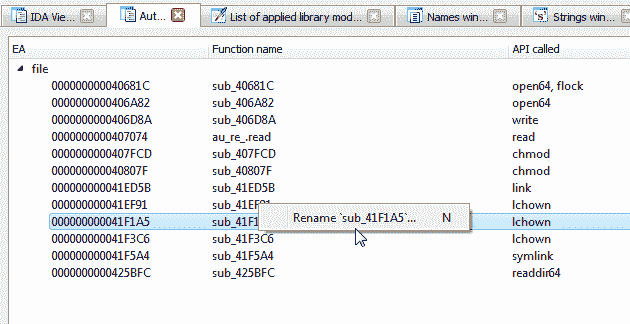 IDA Vie... Aut... List of applied library mod... Names win... Strings win...
EA Function name API called
file
000000000040681C sub_40681C open64, flock
0000000000406A82 sub_406A82 open64
0000000000406D8A sub_406D8A write
0000000000407074 au_re_.read read
0000000000407FCD sub_407FCD chmod
000000000040807F sub_40807F chmod
000000000041ED5B sub_41ED5B link
000000000041EF91 sub_41EF91 lchown
000000000041F1A5 sub_41F1 lchown
Rename `sub_41F1A5`... N
000000000041F3C6 sub_41F3C6 lchown
000000000041F5A4 sub_41F5A4 symlink
0000000000425BFC sub_425BFC readdir64